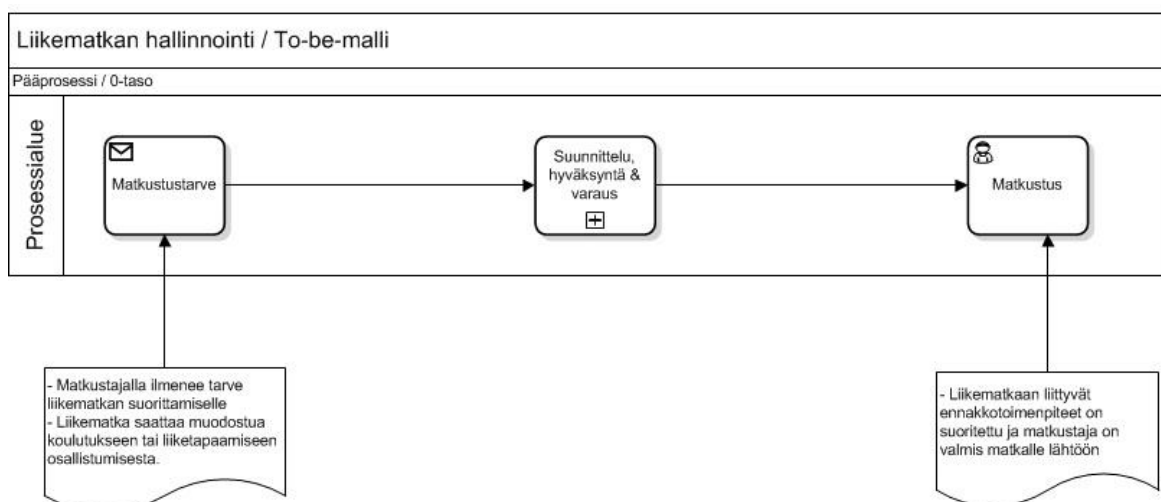 Liikematkan hallinnointi / To-be-malli
Pääprosessi / 0-taso
Prosessialue
Matkustustarve
Suunnittelu,
hyväksyntä &
varaus
Matkustus
- Matkustajalla ilmenee tarve
liikematkan suorittamiselle
- Liikematka saattaa muodostua
koulutukseen tai liiketapaamiseen
osallistumisesta.
- Liikematkaan liittyvät
ennakkotoimenpiteet on
suoritettu ja matkustaja on
valmis matkalle lähtöön